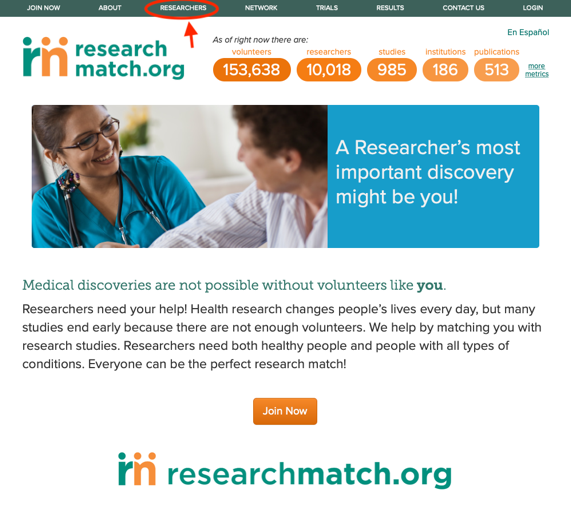 JOIN NOW ABOUT RESEARCHERS NETWORK TRIALS RESULTS CONTACT US LOGIN
En Español
research
match.org
As of right now there are:
volunteers researchers studies institutions publications
153,638 10,018 985 186 513
more
metrics
A Researcher's most
important discovery
might be you!
Medical discoveries are not possible without volunteers like you.
Researchers need your help! Health research changes people's lives every day, but many
studies end early because there are not enough volunteers. We help by matching you with
research studies. Researchers need both healthy people and people with all types of
conditions. Everyone can be the perfect research match!
Join Now
rm researchmatch.org